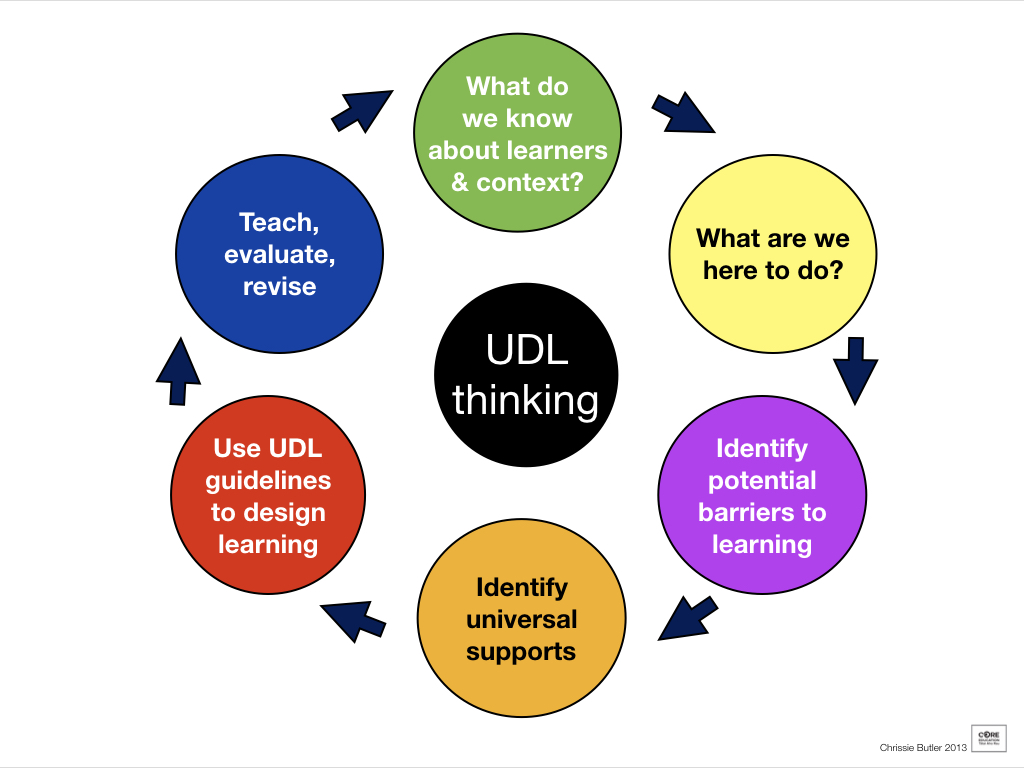 What do
we know
about learners
& context?
What are we
here to do?
Identify
potential
barriers to
learning
Identify
universal
supports
Use UDL
guidelines
to design
learning
Teach,
evaluate,
revise
UDL
thinking
Chrissie Butler 2013
CORE
EDUCATION